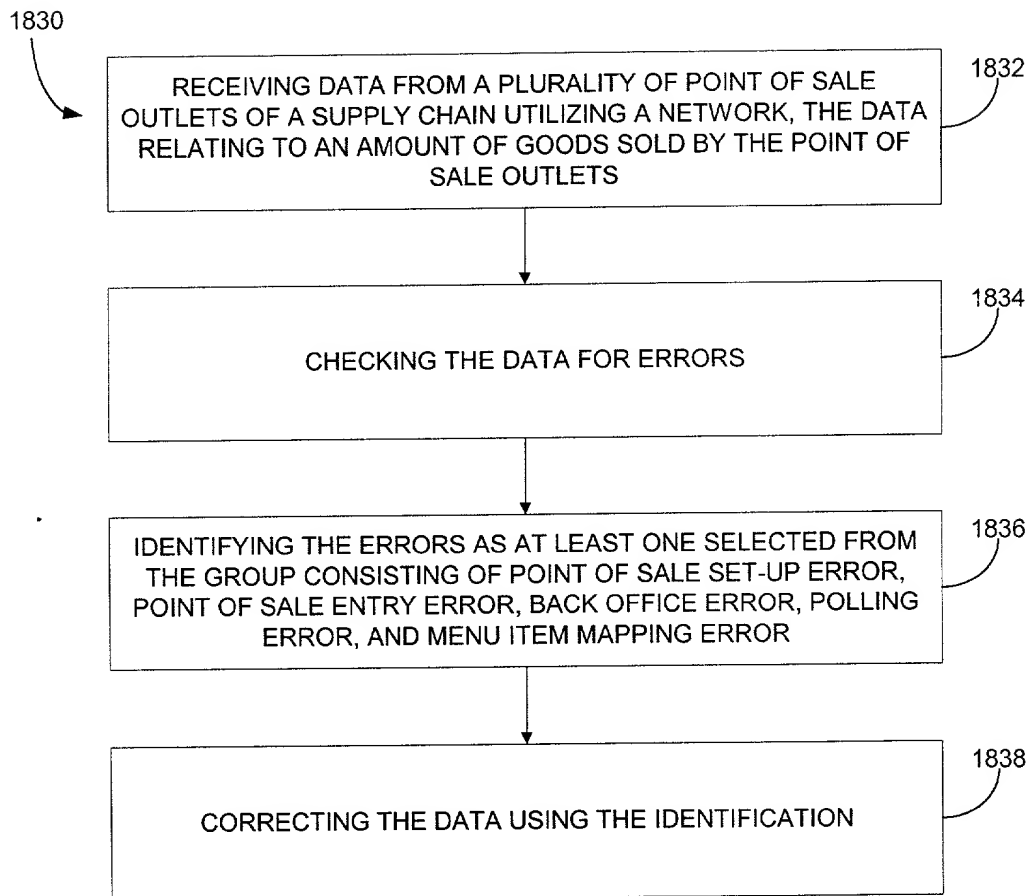 1830
1832
RECEIVING DATA FROM A PLURALITY OF POINT OF SALE
OUTLETS OF A SUPPLY CHAIN UTILIZING A NETWORK, THE DATA
RELATING TO AN AMOUNT OF GOODS SOLD BY THE POINT OF
SALE OUTLETS
1834
CHECKING THE DATA FOR ERRORS
1836
IDENTIFYING THE ERRORS AS AT LEAST ONE SELECTED FROM
THE GROUP CONSISTING OF POINT OF SALE SET-UP ERROR,
POINT OF SALE ENTRY ERROR, BACK OFFICE ERROR, POLLING
ERROR, AND MENU ITEM MAPPING ERROR
1838
CORRECTING THE DATA USING THE IDENTIFICATION